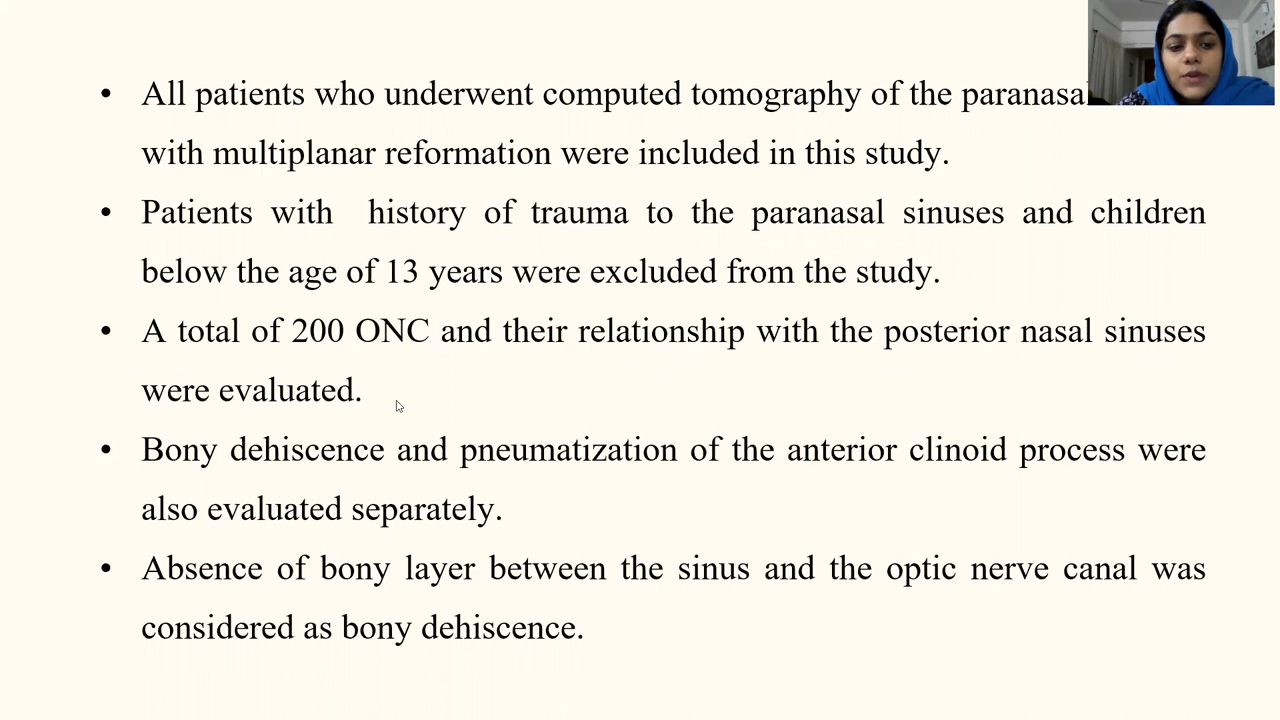 • All patients who underwent computed tomography of the
with multiplanar reformation were included in this study.
• Patients with history of trauma to the paranasal sinuses and children
below the age of 13 years were excluded from the study.
• A total of 200 ONC and their relationship with the posterior nasal sinuses
were evaluated.
• Bony dehiscence and pneumatization of the anterior clinoid process were
also evaluated separately.
• Absence of bony layer between the sinus and the optic nerve canal was
considered as bony dehiscence.